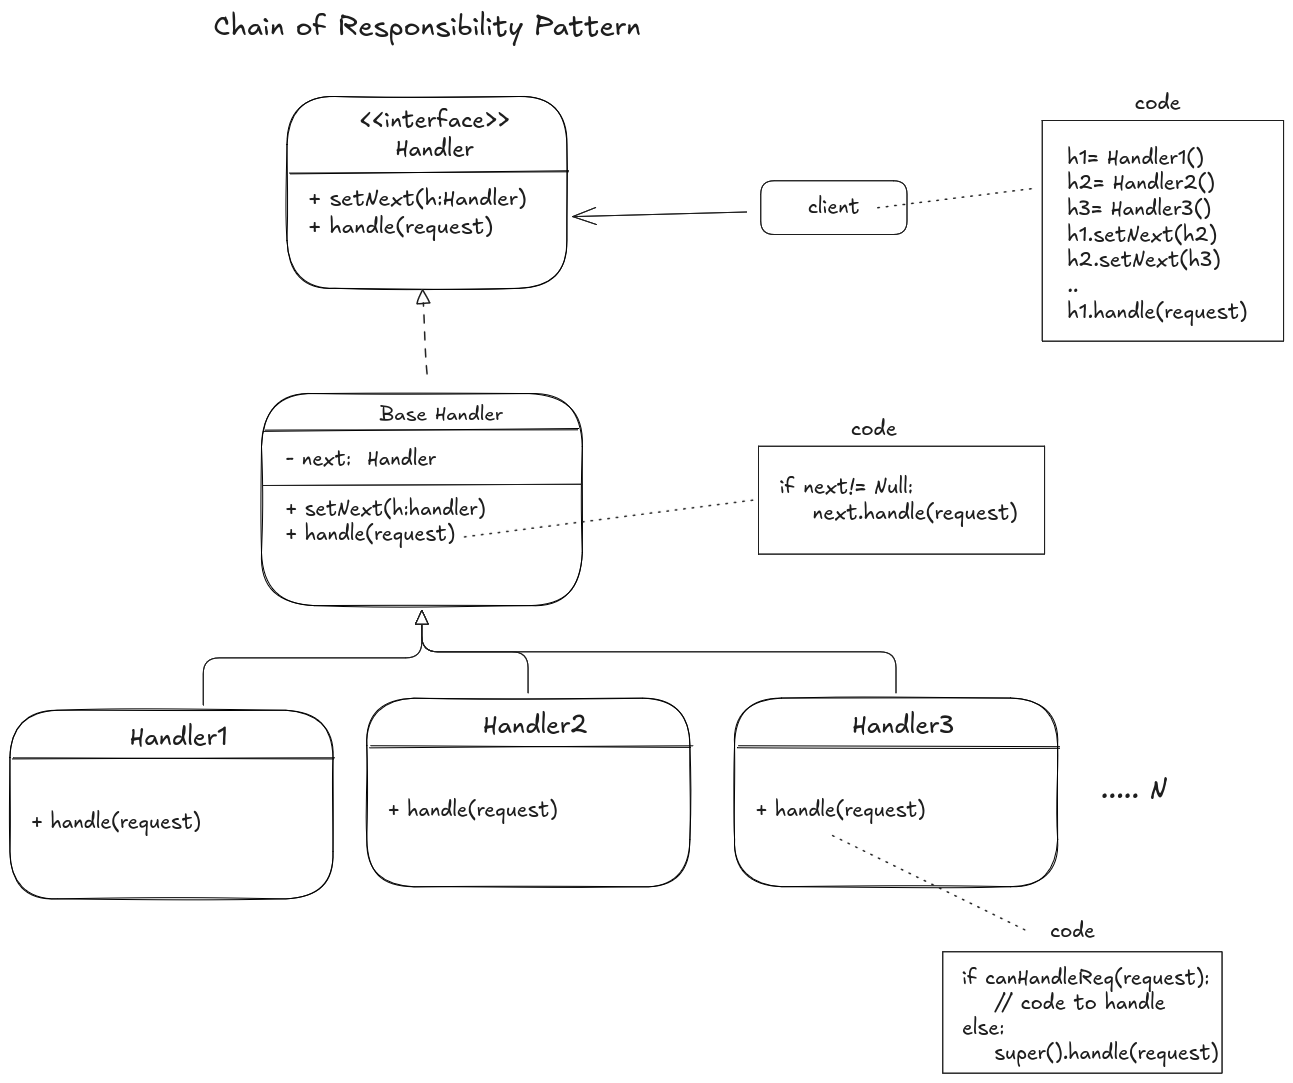 Chain of Responsibility Pattern
<<interface>>
Handler
+ setNext(h:Handler)
+ handle(request)
client
code
h1= Handler1()
h2= Handler2()
h3= Handler3()
h1.setNext(h2)
h2.setNext(h3)
..
h1.handle(request)
Base Handler
- next: Handler
+ setNext(h:handler)
+ handle(request)
code
if next!= Null:
next.handle(request)
Handler1
+ handle(request)
Handler2
+ handle(request)
Handler3
+ handle(request)
..... N
code
if canHandleReq(request):
// code to handle
else:
super().handle(request)